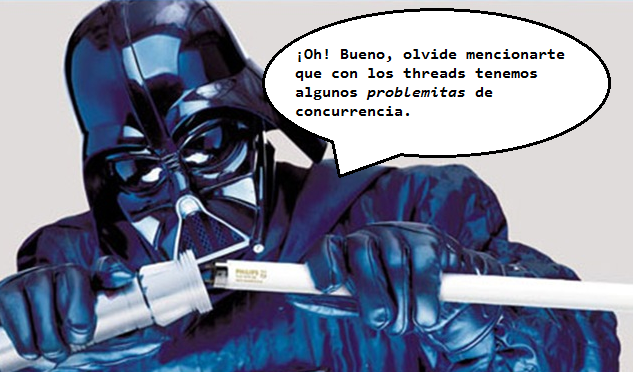 ¡Oh! Bueno, olvide mencionarte
que con los threads tenemos
algunos problemitas de
concurrencia.
PHILIPS